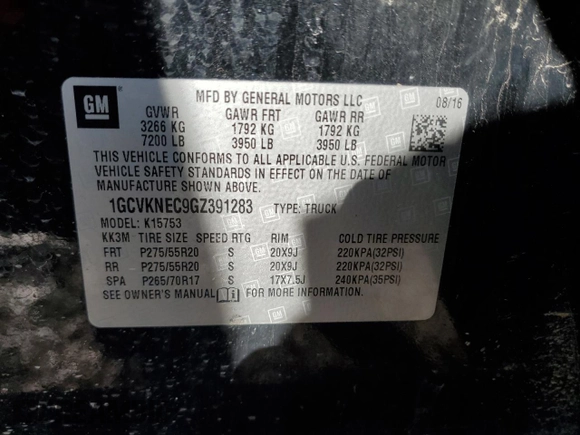 GM
MFD BY GENERAL MOTORS LLC 08/16
GVWR GAWR FRT GAWR RR
3266 KG 1792 KG 1792 KG
7200 LB 3950 LB 3950 LB
THIS VEHICLE CONFORMS TO ALL APPLICABLE U.S. FEDERAL MOTOR
VEHICLE SAFETY STANDARDS IN EFFECT ON THE DATE OF
MANUFACTURE SHOWN ABOVE.
1GCVKNEC9GZ391283 TYPE: TRUCK
MODEL: K15753
KK3M TIRE SIZE SPEED RTG RIM COLD TIRE PRESSURE
FRT P275/55R20 S 20X9J 220KPA(32PSI)
RR P275/55R20 S 20X9J 220KPA(32PSI)
SPA P265/70R17 S 17X7.5J 240KPA(35PSI)
SEE OWNER'S MANUAL FOR MORE INFORMATION.